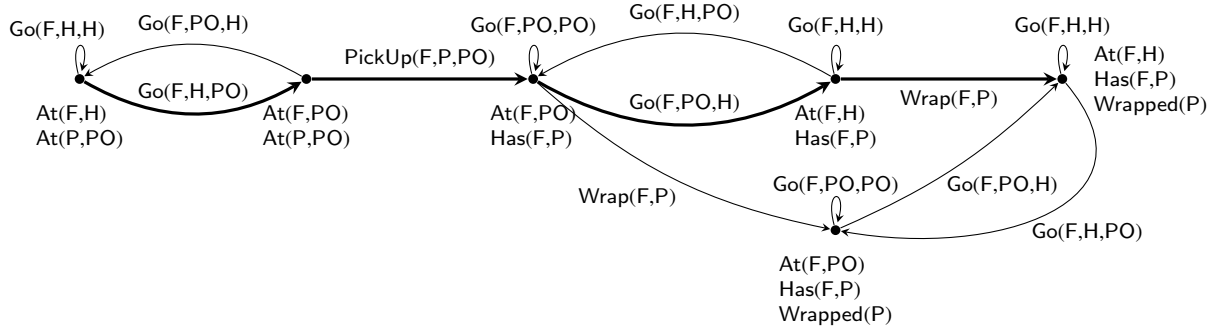 Go(F,H,H)
Go(F,PO,H)
Go(F,H,PO)
At(F,H)
At(P,PO)
At(F,PO)
At(P,PO)
PickUp(F,P,PO)
Go(F,PO,PO)
At(F,PO)
Has(F,P)
Go(F,H,PO)
Go(F,PO,H)
Go(F,H,H)
At(F,H)
Has(F,P)
Wrap(F,P)
Go(F,H,H)
At(F,H)
Has(F,P)
Wrapped(P)
Wrap(F,P)
Go(F,PO,PO)
Go(F,PO,H)
Go(F,H,PO)
At(F,PO)
Has(F,P)
Wrapped(P)